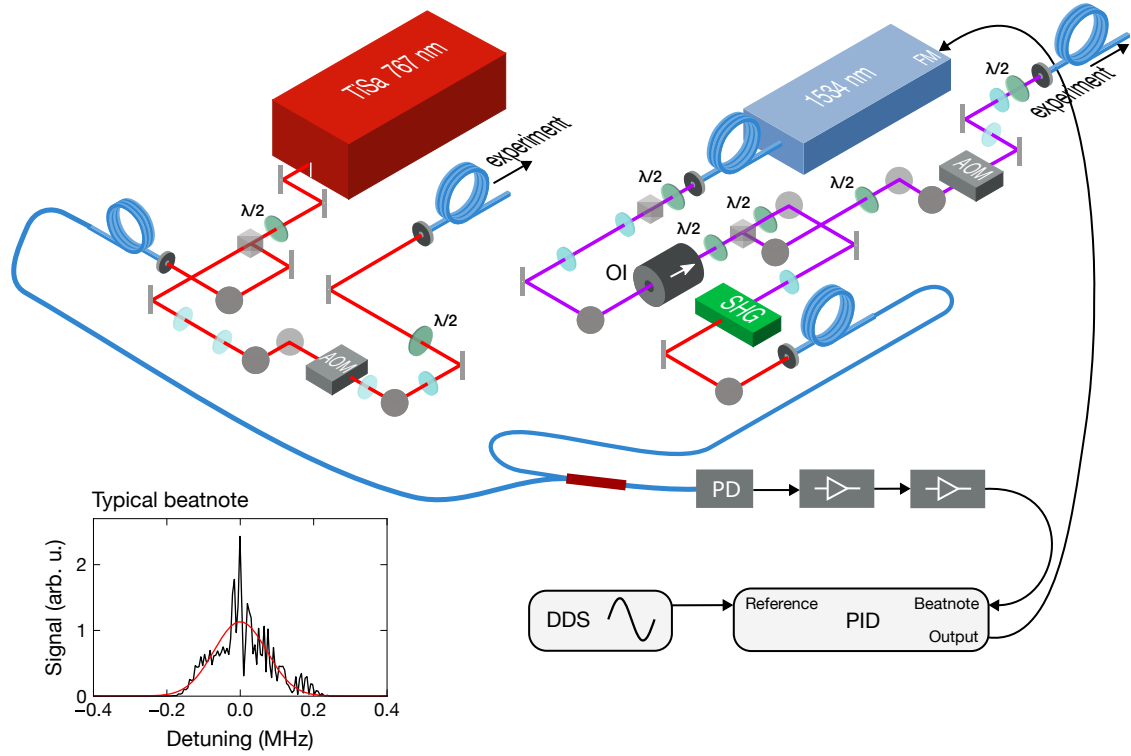 TiSa 767 nm
1534 nm
FM
λ/2
experiment
experiment
λ/2
λ/2
λ/2
λ/2
λ/2
λ/2
λ/2
AOM
OI
SHG
AOM
PD
Typical beatnote
Signal (arb. u.)
2
1
0
−0.4
−0.2
0.0
0.2
0.4
Detuning (MHz)
DDS
Reference
PID
Beatnote
Output